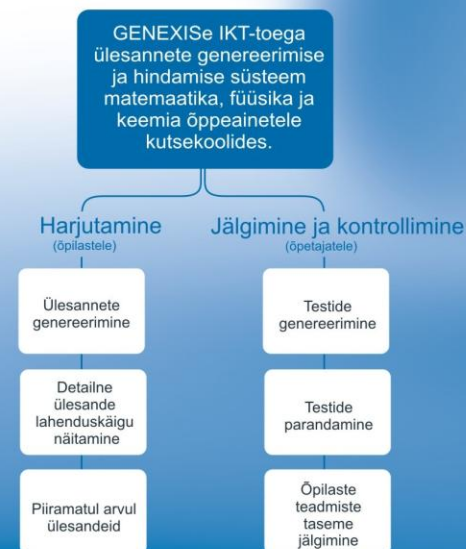 GENEXISe IKT-toega
ülesannete genereerimise
ja hindamise süsteem
matemaatika, füüsika ja
keemia õppeainetele
kutsekoolides.
Harjutamine
(õpilastele)
Ülesannete
genereerimine
Detailne
ülesande
lahenduskäigu
näitamine
Piiramatul arvul
ülesandeid
Jälgimine ja kontrollimine
(õpetajatele)
Testide
genereerimine
Testide
parandamine
Õpilaste
teadmiste
taseme
jälgimine